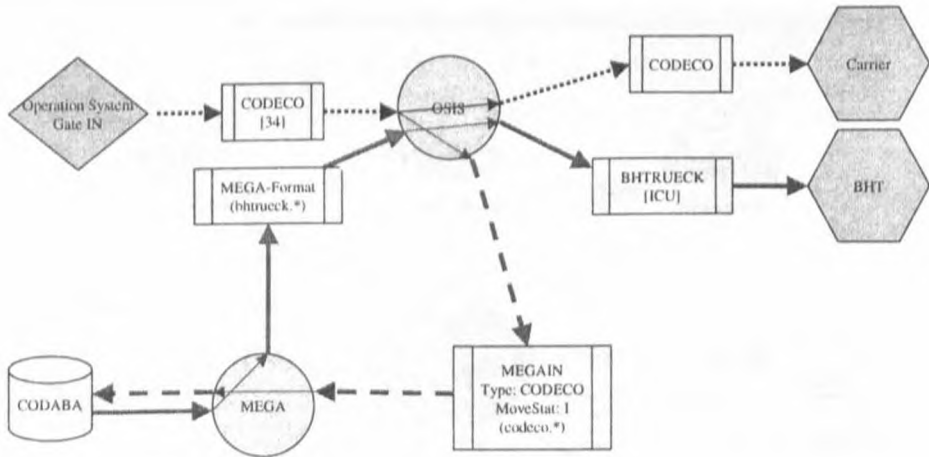 Operation System
Gate IN
CODECO
[34]
OSIS
CODECO
Carrier
MEGA-Format
(bhtrueck.*)
BHTRUECK
[ICU]
BHT
CODABA
MEGA
MEGAIN
Type: CODECO
MoveStat: I
(codeco.*)